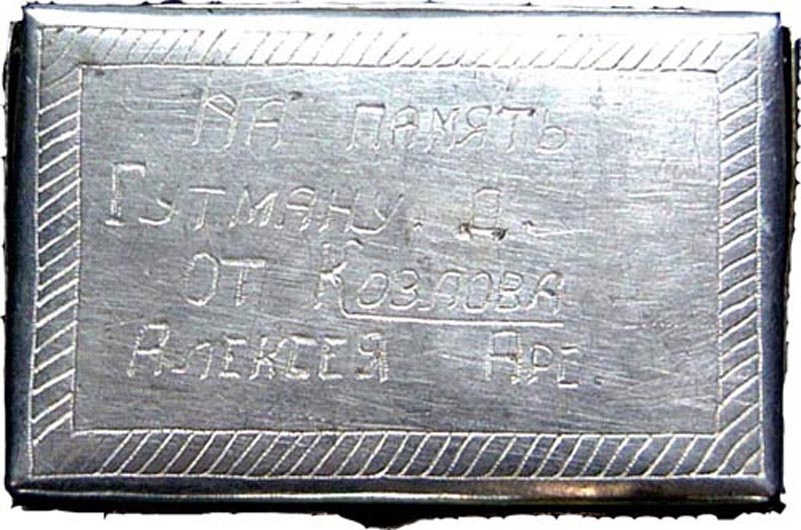 На память
Гутману. Д.
от Козлова
Алексея Арс.